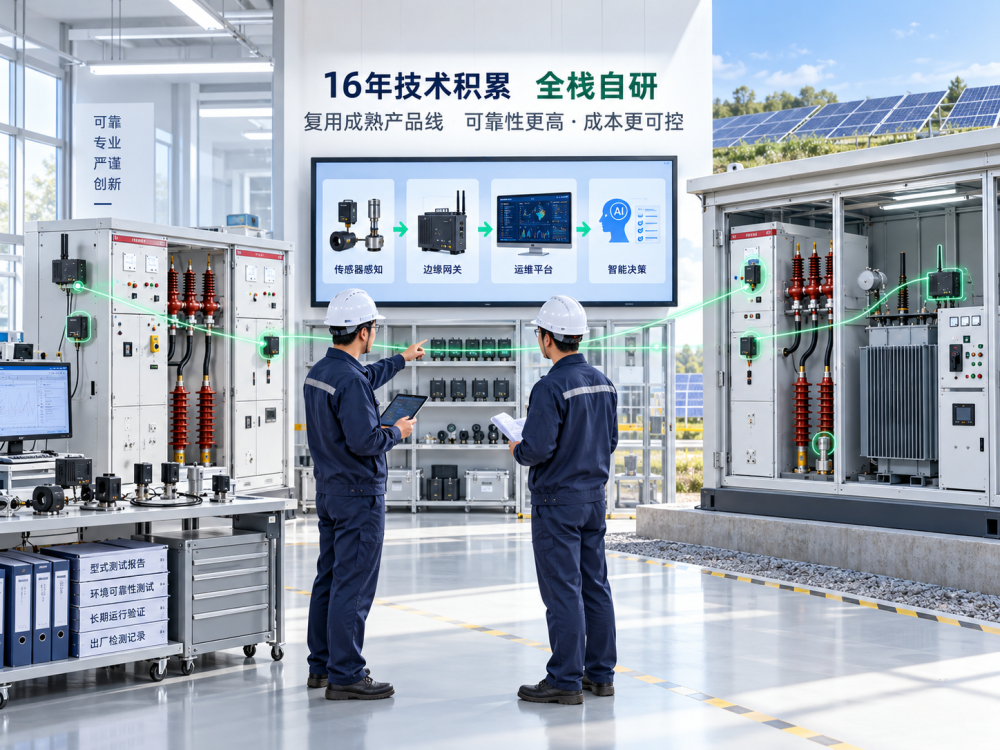 16年技术积累 全栈自研
复用成熟产品线 可靠性更高·成本更可控
可靠
专业
严谨
创新
传感器感知
边缘网关
运维平台
AI
智能决策
型式测试报告
环境可靠性测试
长期运行验证
出厂检测记录